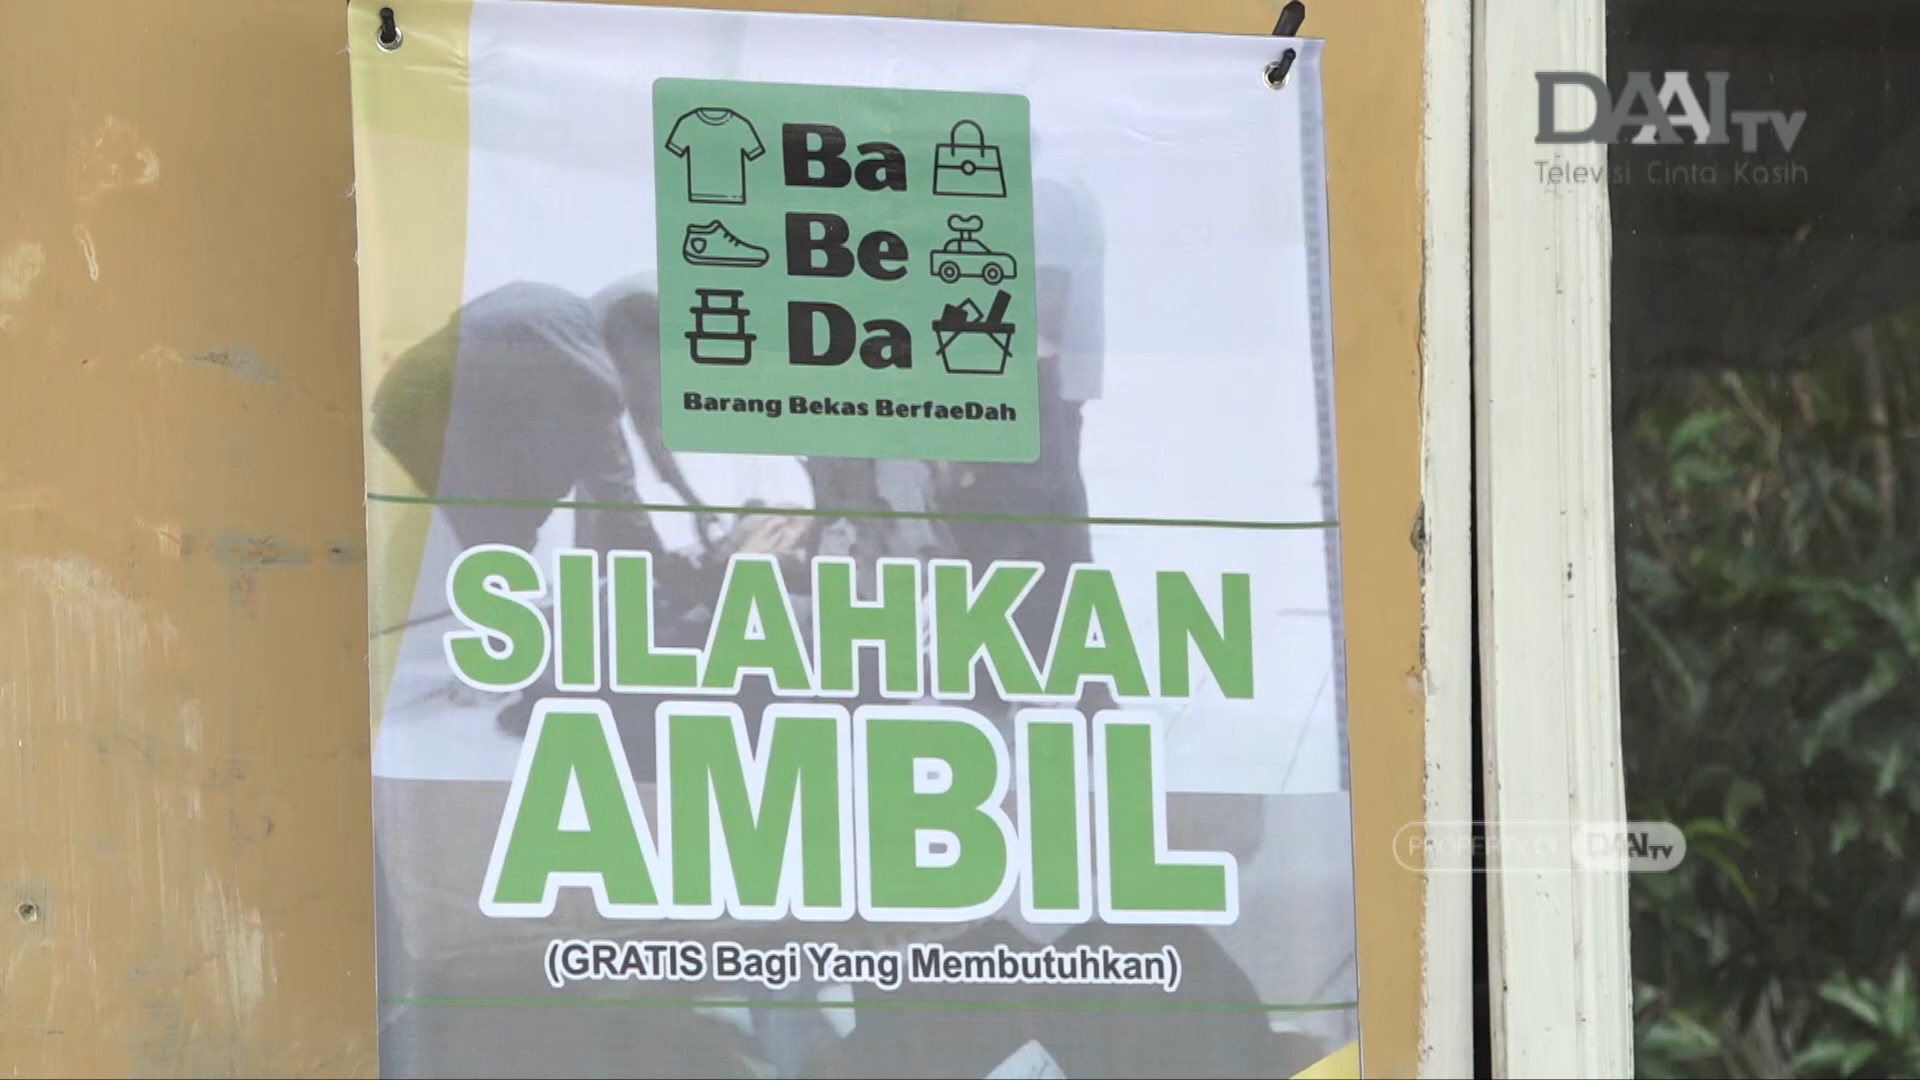 DAAI TV
Televisi Cinta Kasih
Ba
Be
Da
Barang Bekas BerfaeDah
SILAHKAN
AMBIL
(GRATIS Bagi Yang Membutuhkan)
PROPERTY OF DAAI TV